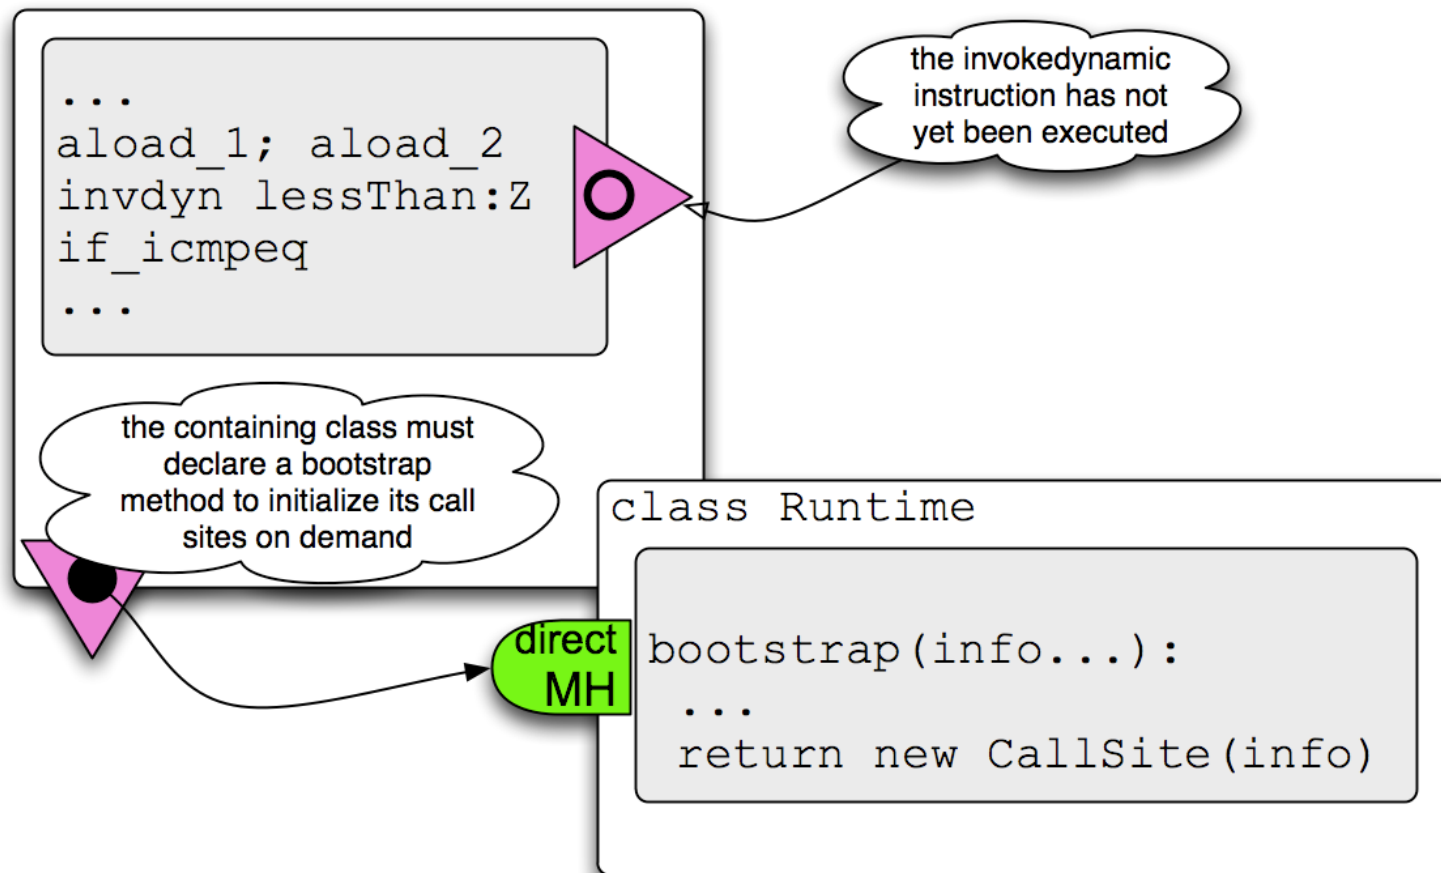 ...
aload_1; aload_2
invdyn lessThan:Z
if_icmpeq
...
the invokedynamic
instruction has not
yet been executed
the containing class must
declare a bootstrap
method to initialize its call
sites on demand
class Runtime
direct
MH
bootstrap(info...):
...
return new CallSite(info)